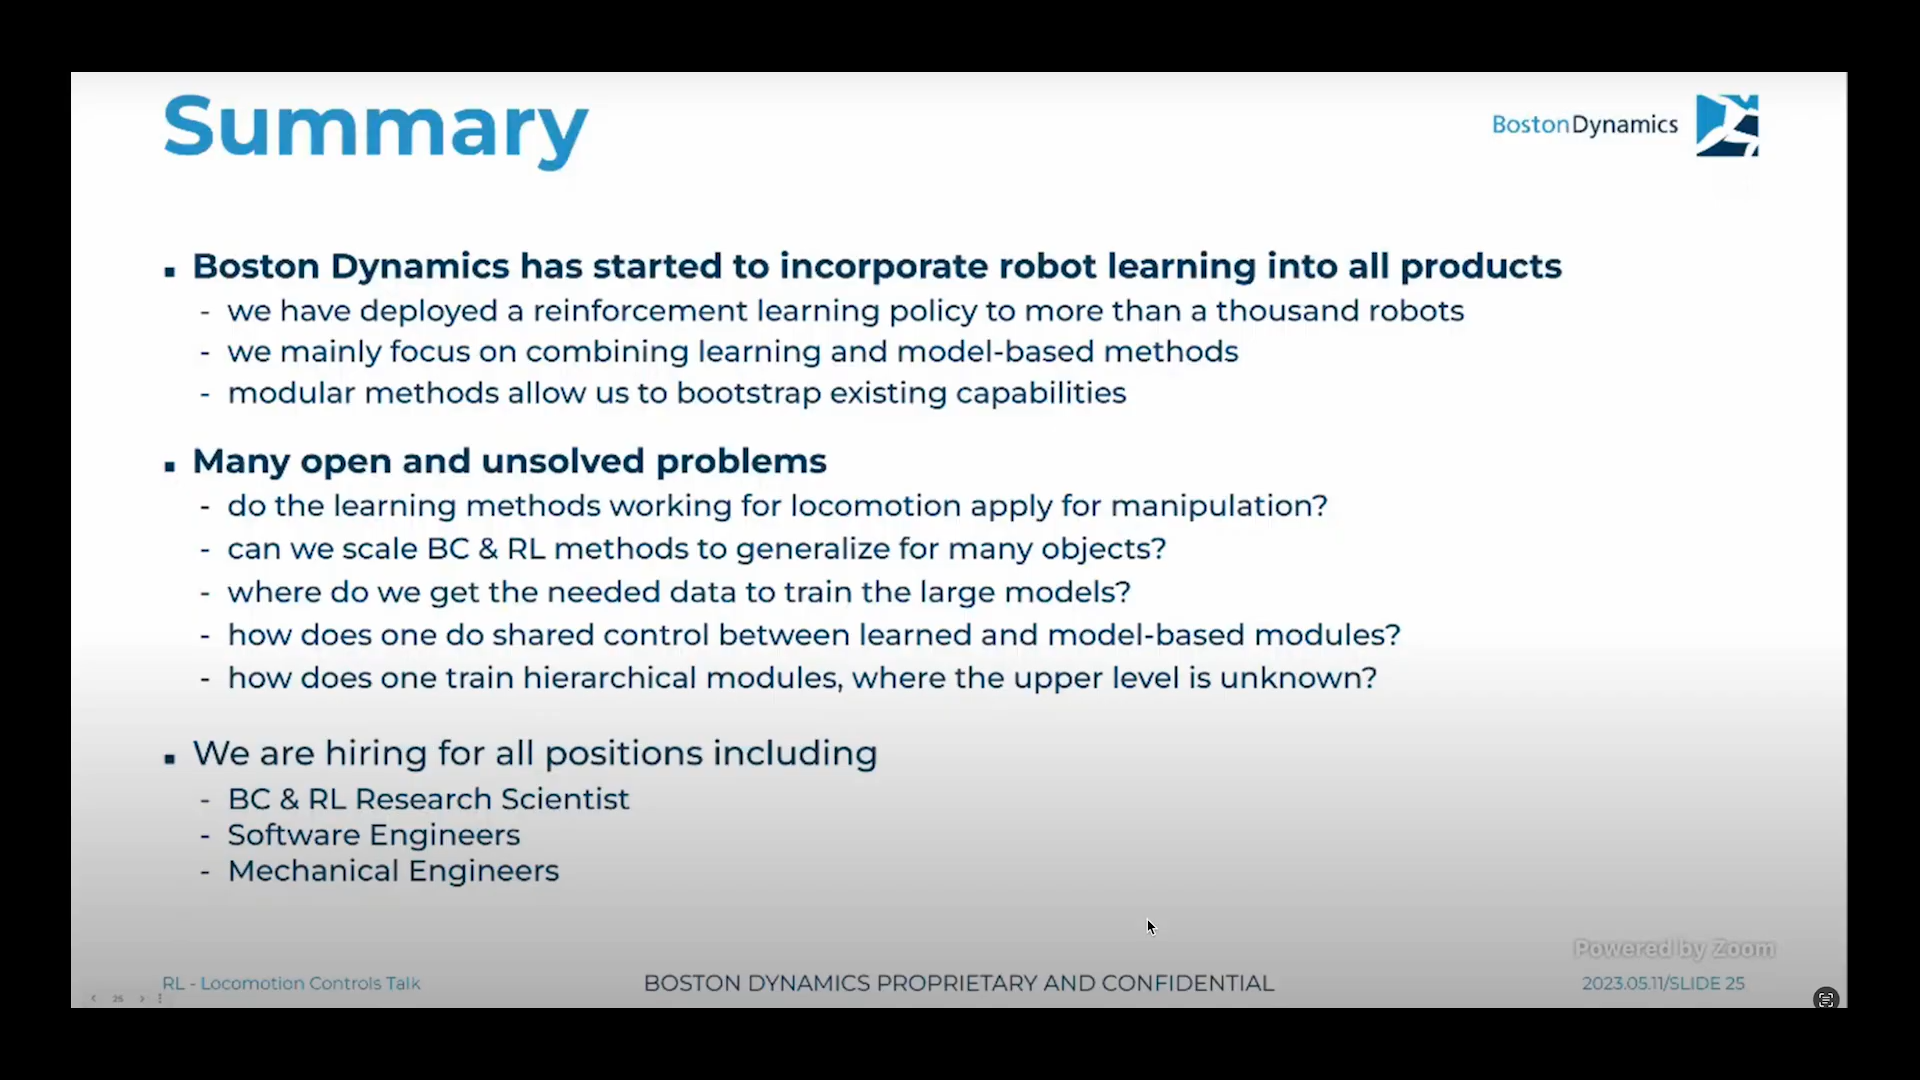 Summary
BostonDynamics
▪ Boston Dynamics has started to incorporate robot learning into all products
- we have deployed a reinforcement learning policy to more than a thousand robots
- we mainly focus on combining learning and model-based methods
- modular methods allow us to bootstrap existing capabilities
▪ Many open and unsolved problems
- do the learning methods working for locomotion apply for manipulation?
- can we scale BC & RL methods to generalize for many objects?
- where do we get the needed data to train the large models?
- how does one do shared control between learned and model-based modules?
- how does one train hierarchical modules, where the upper level is unknown?
▪ We are hiring for all positions including
- BC & RL Research Scientist
- Software Engineers
- Mechanical Engineers
Powered by Zoom
RL - Locomotion Controls Talk
BOSTON DYNAMICS PROPRIETARY AND CONFIDENTIAL
2023.05.11/SLIDE 25